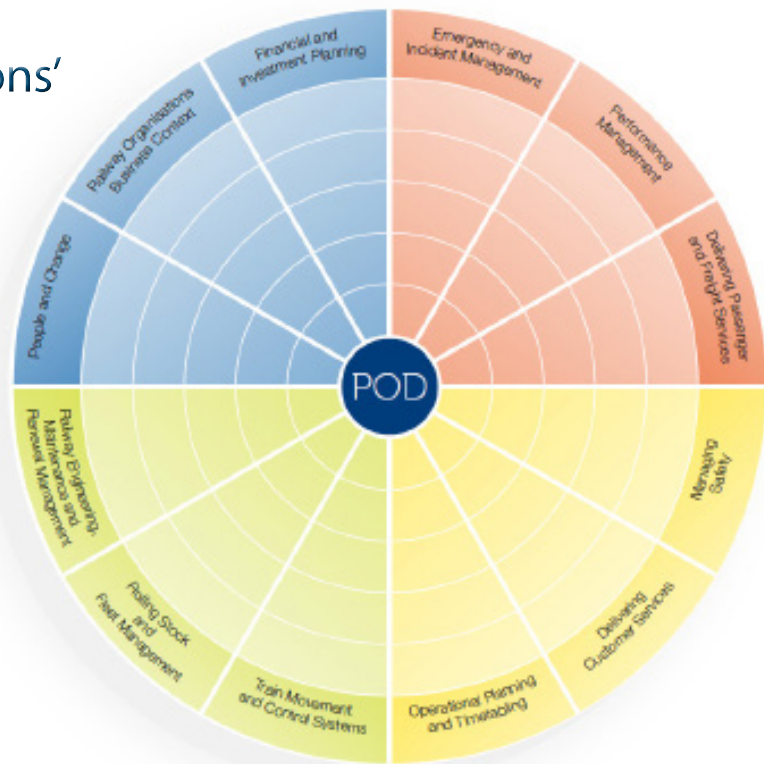 ons’
Financial and
Investment Planning
Emergency and
Incident Management
Performance
Management
Delivering Passenger
and Freight Services
Managing
Safety
Delivering
Customer Services
Operational Planning
and Timetabling
Train Movement
and Control Systems
Rolling Stock
and
Fleet Management
Railway Engineering,
Maintenance and
Renewal Management
People and Change
Railway Organisations
Business Context
POD